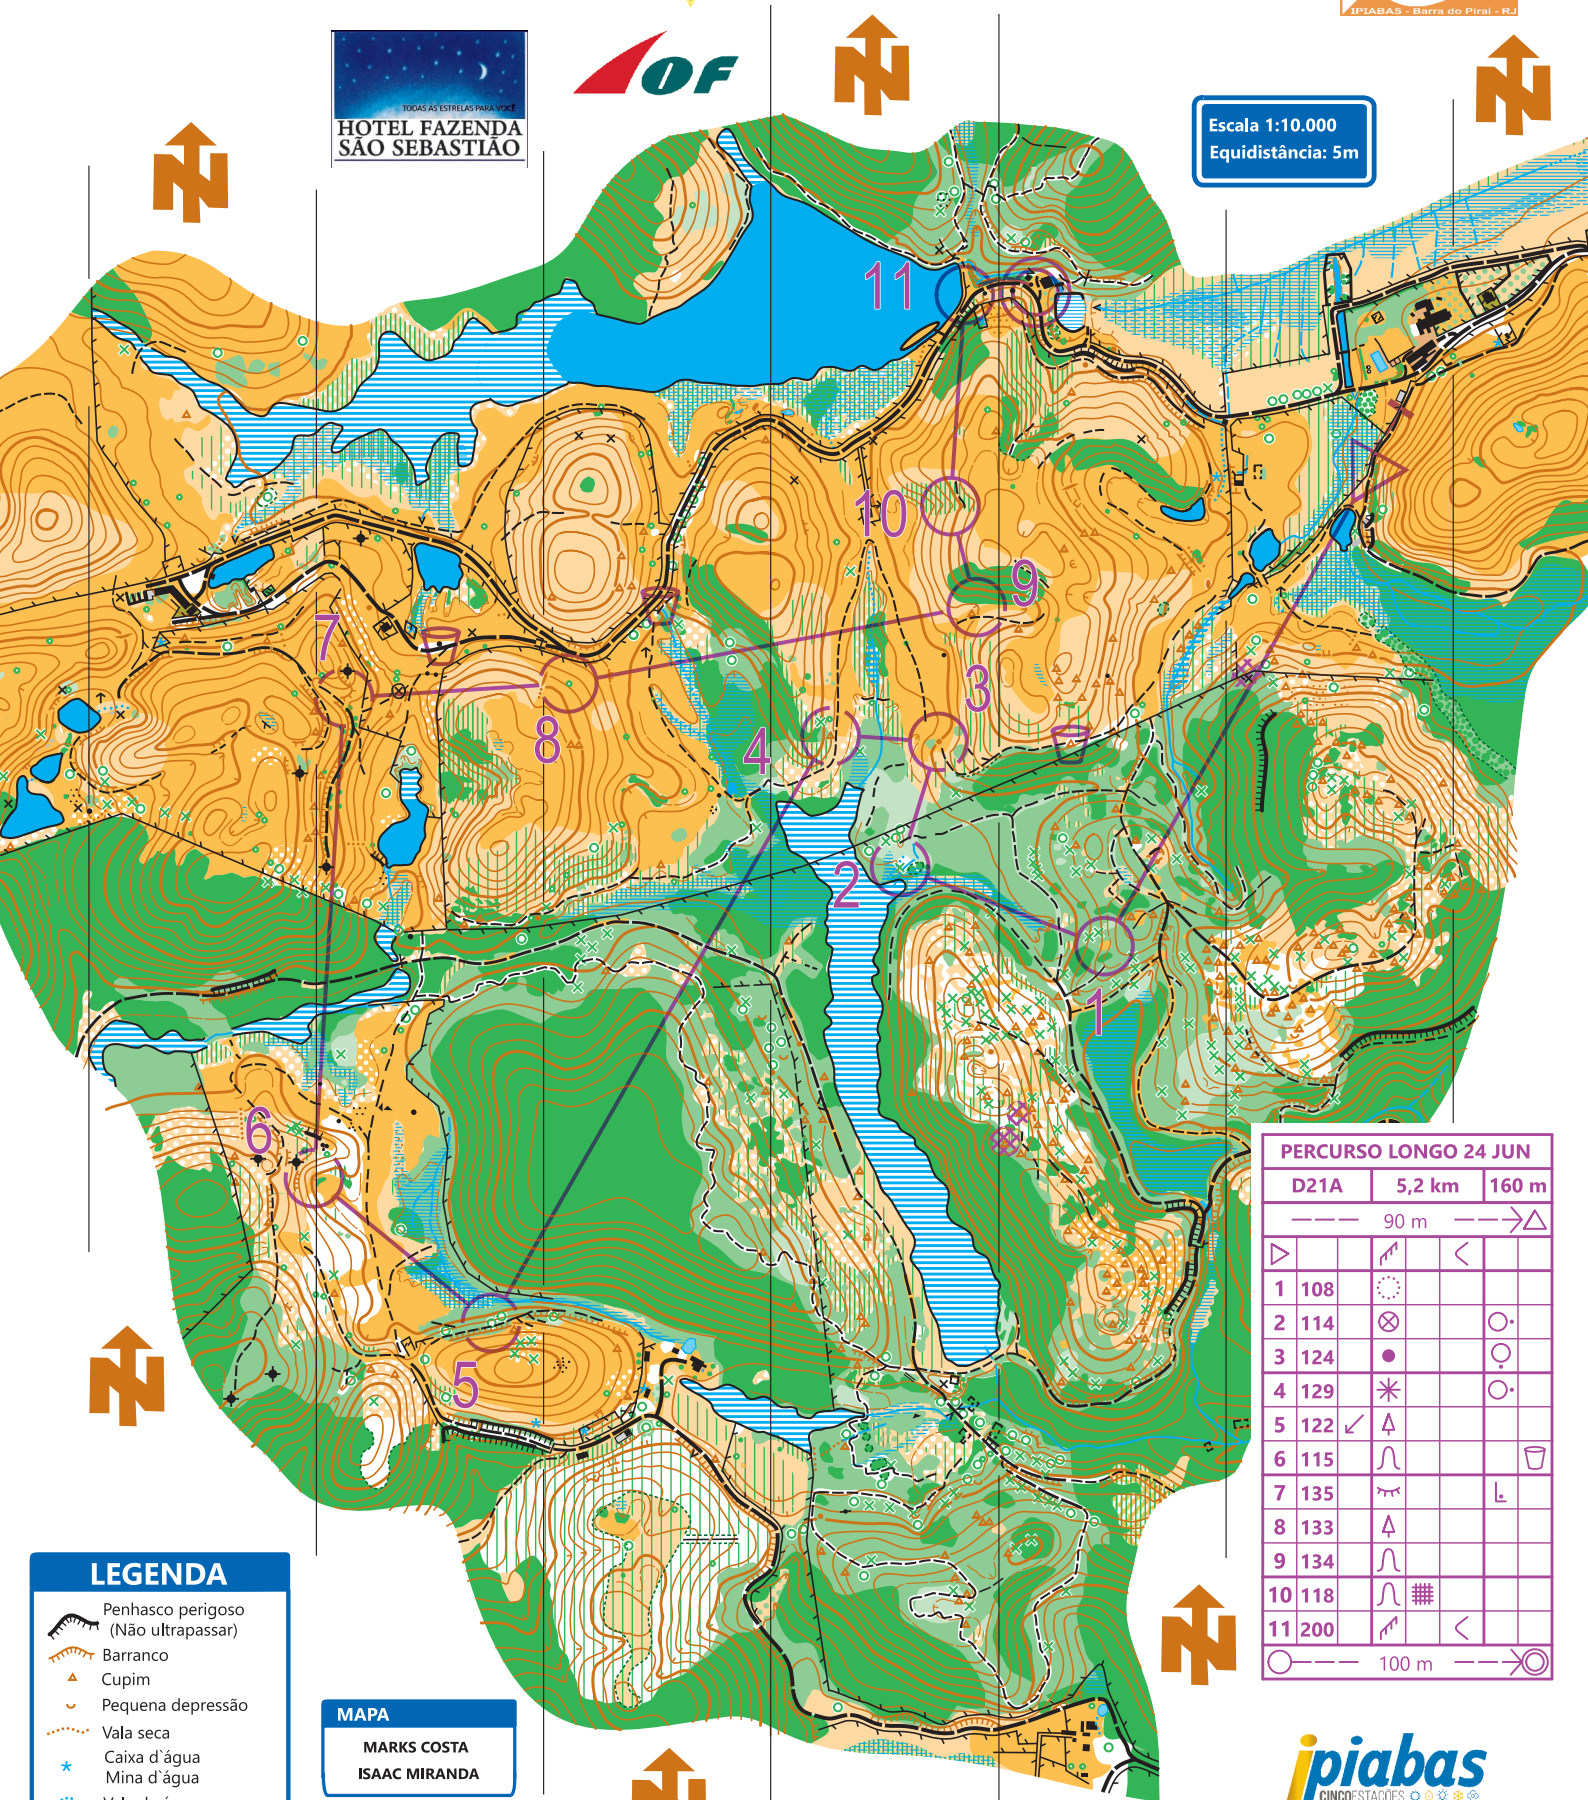 IPIABAS - Barra do Piraí - RJ
TODAS AS ESTRELAS PARA VOCÊ
HOTEL FAZENDA
SÃO SEBASTIÃO
IOF
N
N
N
Escala 1:10.000
Equidistância: 5m
11
10
9
7
3
8
4
2
1
6
5
N
N
N
PERCURSO LONGO 24 JUN
D21A 5,2 km 160 m
90 m
1 108
2 114
3 124
4 129
5 122
6 115
7 135
8 133
9 134
10 118
11 200
100 m
LEGENDA
Penhasco perigoso
(Não ultrapassar)
Barranco
Cupim
Pequena depressão
Vala seca
Caixa d`água
Mina d`água
MAPA
MARKS COSTA
ISAAC MIRANDA
ipiabas
CINCOESTAÇÕES